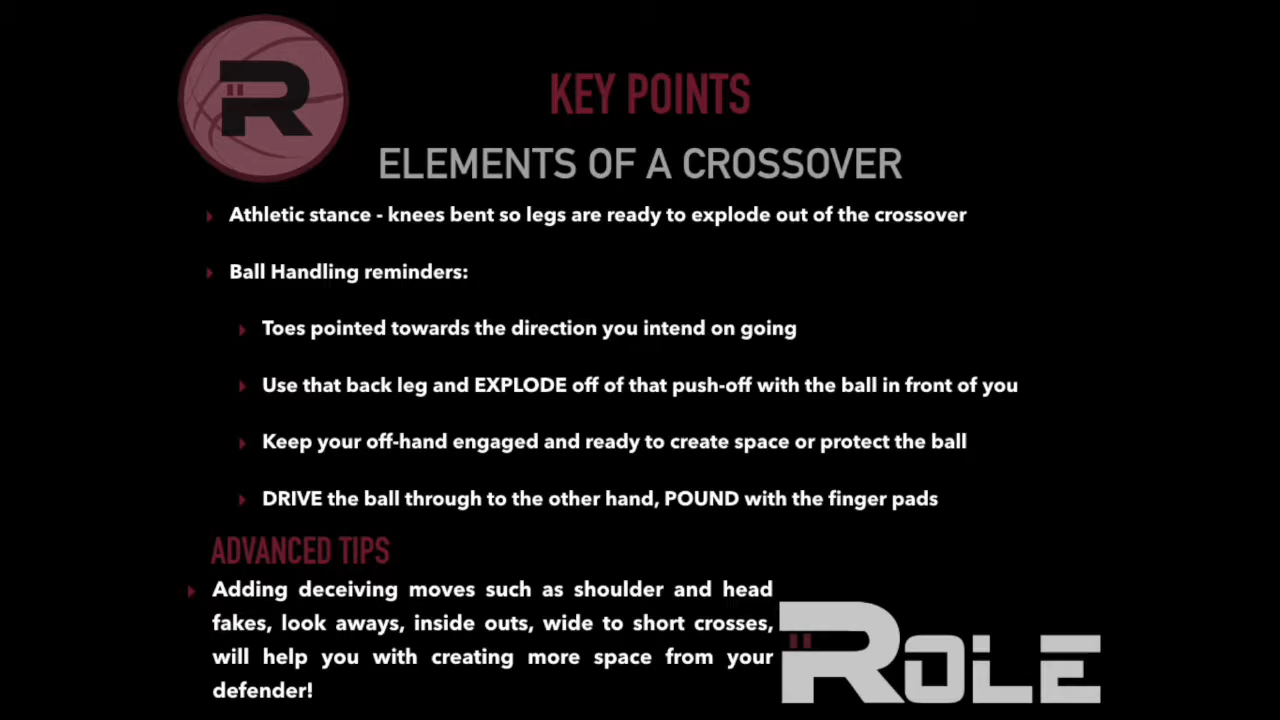 R
KEY POINTS
ELEMENTS OF A CROSSOVER
Athletic stance - knees bent so legs are ready to explode out of the crossover
Ball Handling reminders:
Toes pointed towards the direction you intend on going
Use that back leg and EXPLODE off of that push-off with the ball in front of you
Keep your off-hand engaged and ready to create space or protect the ball
DRIVE the ball through to the other hand, POUND with the finger pads
ADVANCED TIPS
Adding deceiving moves such as shoulder and head
fakes, look aways, inside outs, wide to short crosses,
will help you with creating more space from your
defender!
ROLE